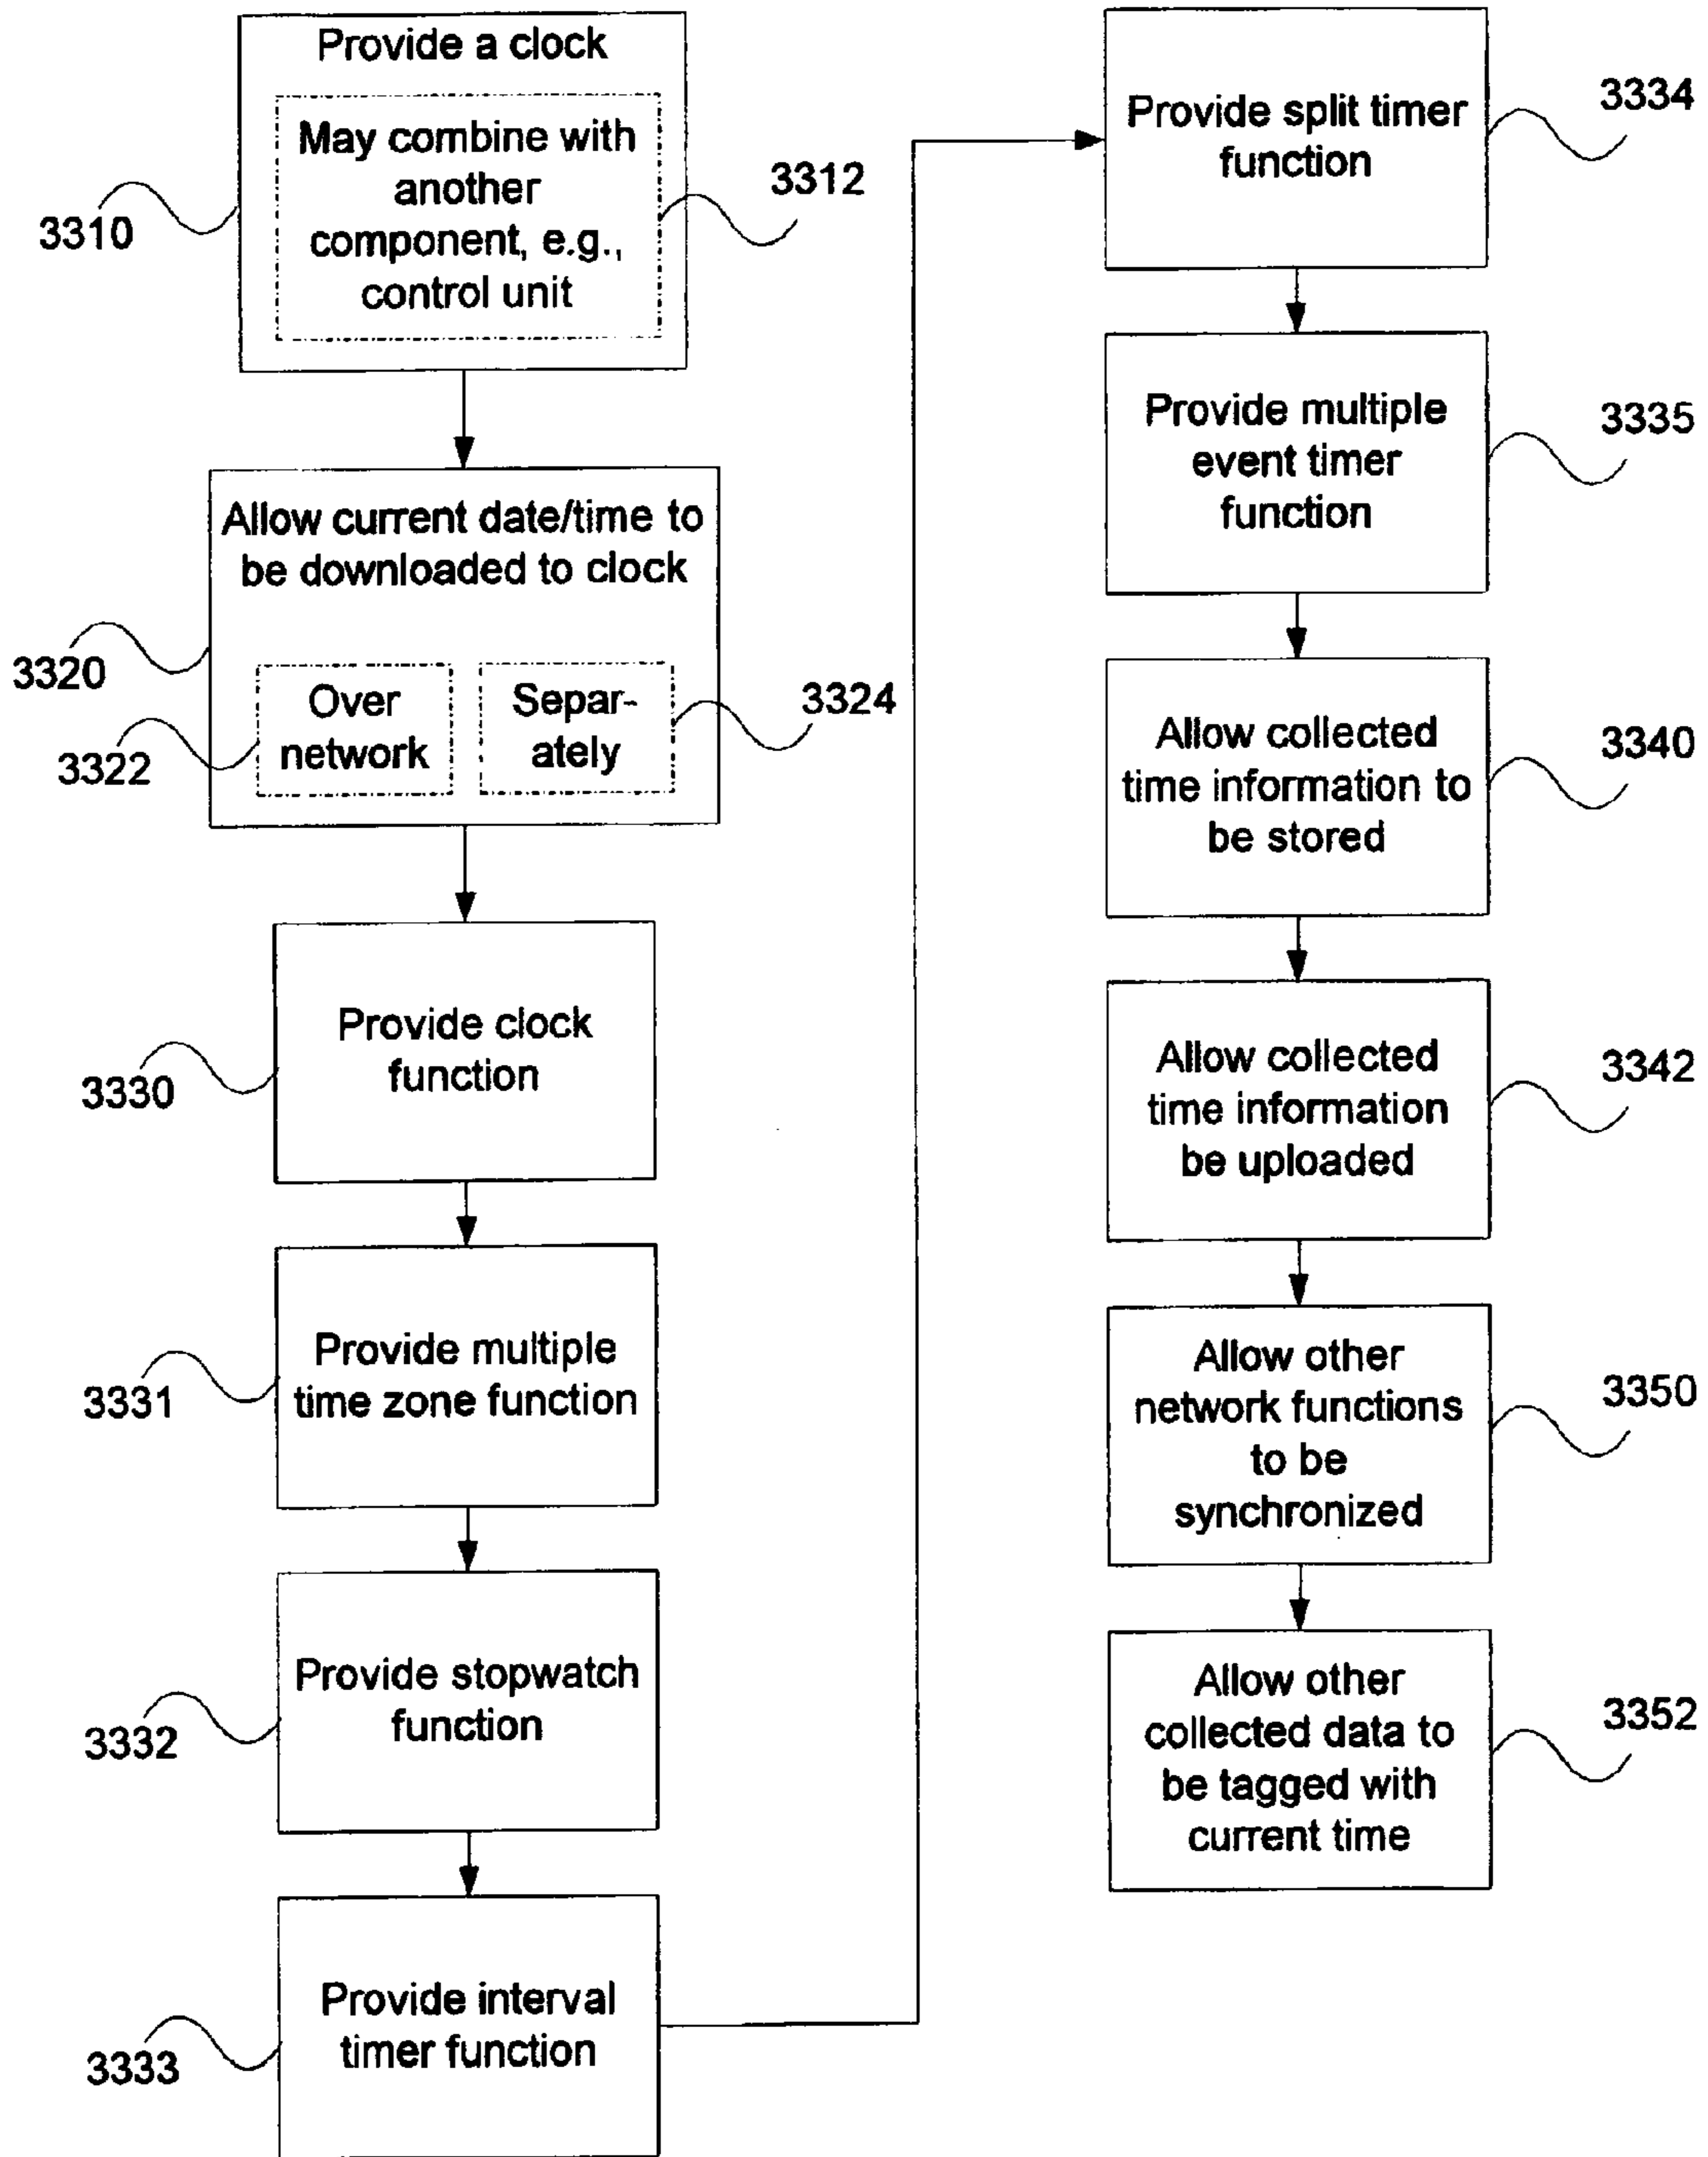 Provide a clock
May combine with
another
component, e.g.,
control unit
3310
3312
Allow current date/time to
be downloaded to clock
Over
network
Separ-
ately
3320
3322
3324
Provide clock
function
3330
Provide multiple
time zone function
3331
Provide stopwatch
function
3332
Provide interval
timer function
3333
Provide split timer
function
3334
Provide multiple
event timer
function
3335
Allow collected
time information to
be stored
3340
Allow collected
time information
be uploaded
3342
Allow other
network functions
to be
synchronized
3350
Allow other
collected data to
be tagged with
current time
3352